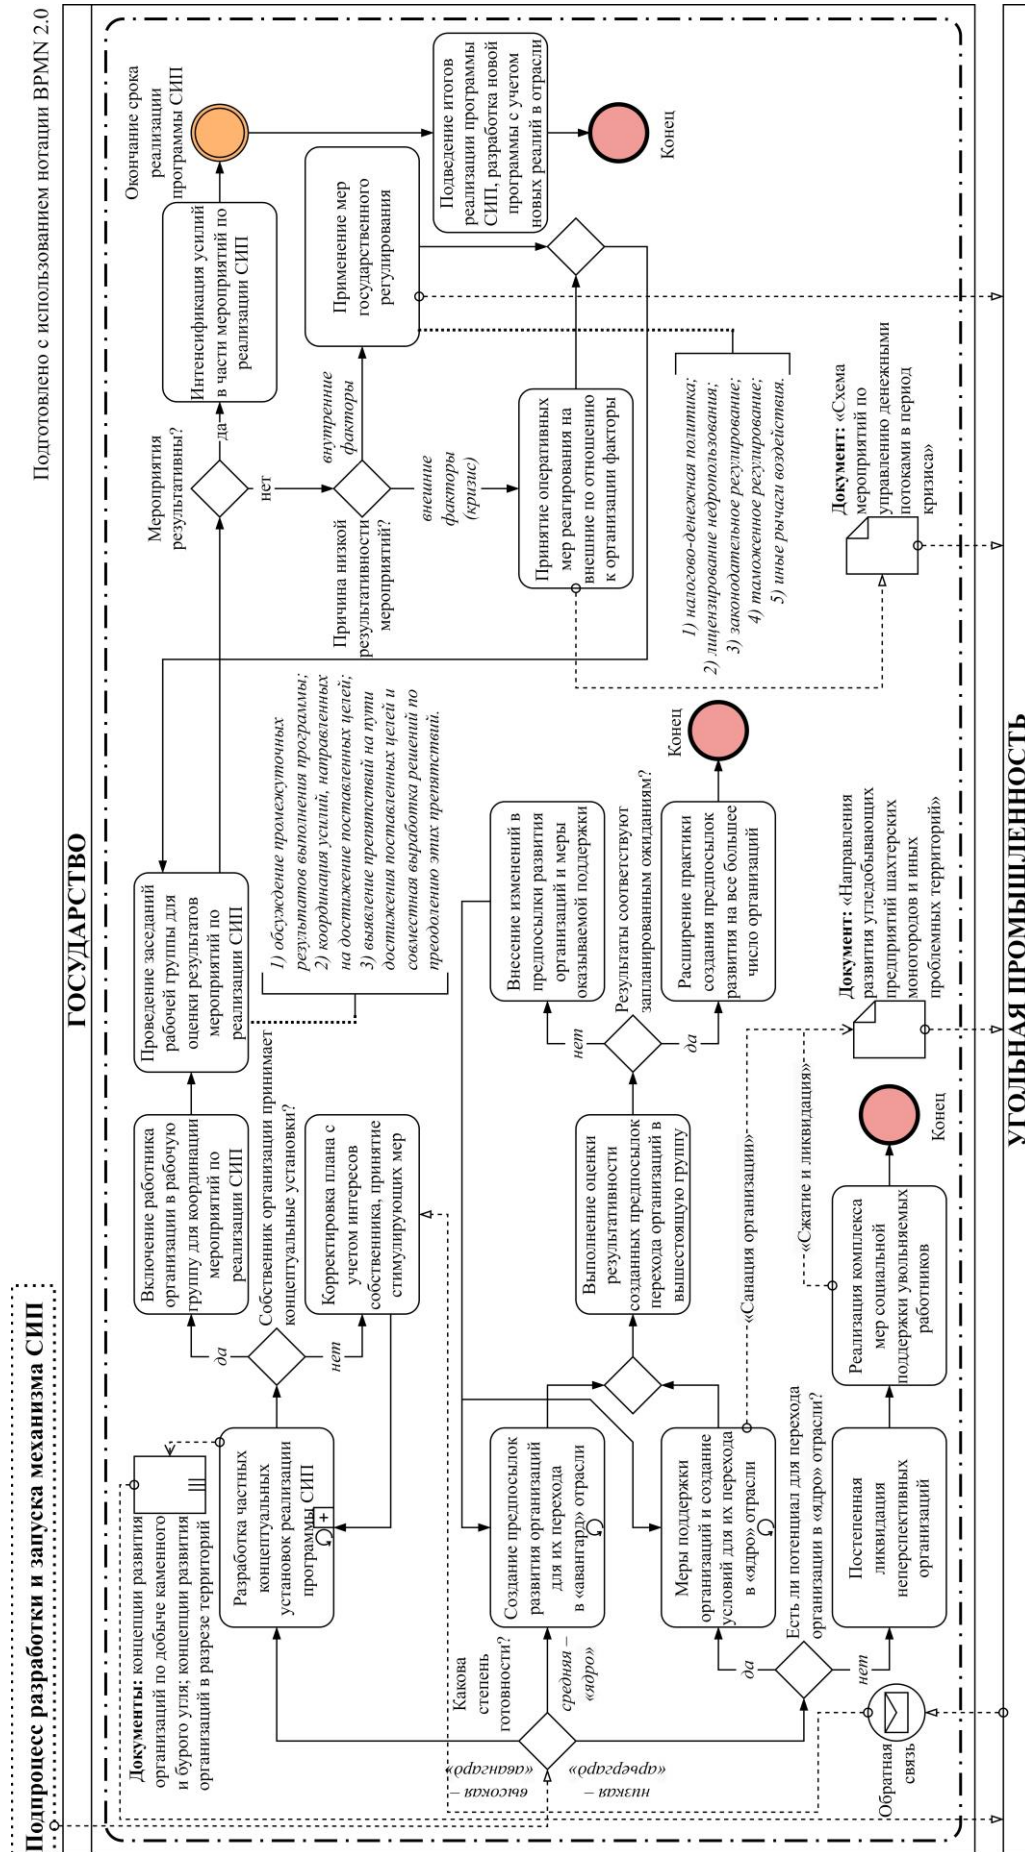 Подготовлено с использованием нотации BPMN 2.0
Подпроцесс разработки и запуска механизма СИП
ГОСУДАРСТВО
Документы: концепции развития
организаций по добыче каменного
и бурого угля; концепции развития
организаций в разрезе территорий
Разработка частных
концептуальных
установок реализации
программы СИП
+
Собственник организации принимает
концептуальные установки?
да
нет
Включение работника
организации в рабочую
группу для координации
мероприятий по
реализации СИП
Корректировка плана с
учетом интересов
собственника, принятие
стимулирующих мер
Проведение заседаний
рабочей группы для
оценки результатов
мероприятий по
реализации СИП
1) обсуждение промежуточных
результатов выполнения программы;
2) координация усилий, направленных
на достижение поставленных целей;
3) выявление препятствий на пути
достижения поставленных целей и
совместная выработка решений по
преодолению этих препятствий.
Мероприятия
результативны?
да
нет
Интенсификация усилий
в части мероприятий по
реализации СИП
Окончание срока
реализации
программы СИП
Подведение итогов
реализации программы
СИП, разработка новой
программы с учетом
новых реалий в отрасли
Конец
Причина низкой
результативности
мероприятий?
внутренние
факторы
внешние
факторы
(кризис)
Применение мер
государственного
регулирования
Принятие оперативных
мер реагирования на
внешние по отношению
к организации факторы
1) налогово-денежная политика;
2) лицензирование недропользования;
3) законодательное регулирование;
4) таможенное регулирование;
5) иные рычаги воздействия.
Документ: «Схема
мероприятий по
управлению денежными
потоками в период
кризиса»
Какова
степень
готовности?
высокая –
«авангард»
средняя –
«ядро»
низкая –
«арьергард»
Создание предпосылок
развития организаций
для их перехода
в «авангард» отрасли
Меры поддержки
организаций и создание
условий для их перехода
в «ядро» отрасли
Выполнение оценки
результативности
созданных предпосылок
перехода организаций в
вышестоящую группу
Результаты соответствуют
запланированным ожиданиям?
нет
да
Внесение изменений в
предпосылки развития
организаций и меры
оказываемой поддержки
Расширение практики
создания предпосылок
развития на все большее
число организаций
Конец
Есть ли потенциал для перехода
организации в «ядро» отрасли?
да
нет
Постепенная
ликвидация
неперспективных
организаций
Реализация комплекса
мер социальной
поддержки увольняемых
работников
Конец
«Санация организации»
«Сжатие и ликвидация»
Документ: «Направления
развития угледобывающих
предприятий шахтерских
моногородов и иных
проблемных территорий»
Обратная
связь
УГОЛЬНАЯ ПРОМЫШЛЕННОСТЬ